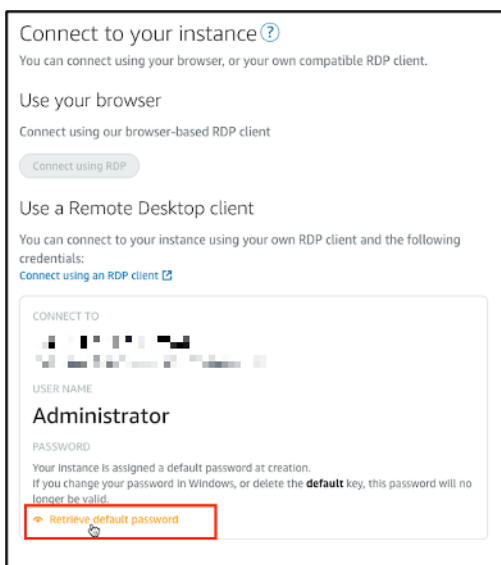 Connect to your instance ?
You can connect using your browser, or your own compatible RDP client.
Use your browser
Connect using our browser-based RDP client
Connect using RDP
Use a Remote Desktop client
You can connect to your instance using your own RDP client and the following
credentials:
Connect using an RDP client
CONNECT TO
USER NAME
Administrator
PASSWORD
Your instance is assigned a default password at creation.
If you change your password in Windows, or delete the default key, this password will no
longer be valid.
Retrieve default password